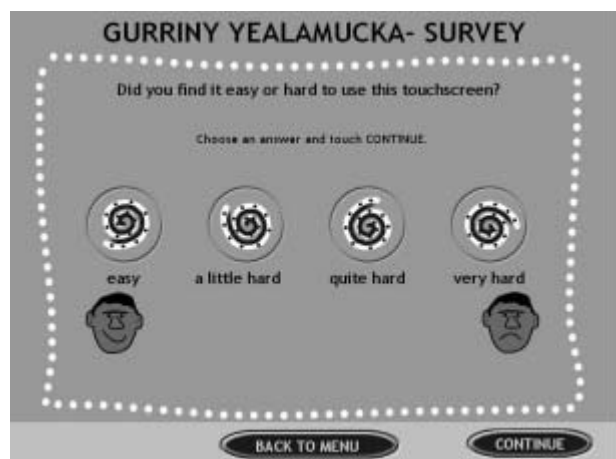 GURRINY YEALAMUCKA- SURVEY
Did you find it easy or hard to use this touchscreen?
Choose an answer and touch CONTINUE.
easy a little hard quite hard very hard
BACK TO MENU CONTINUE